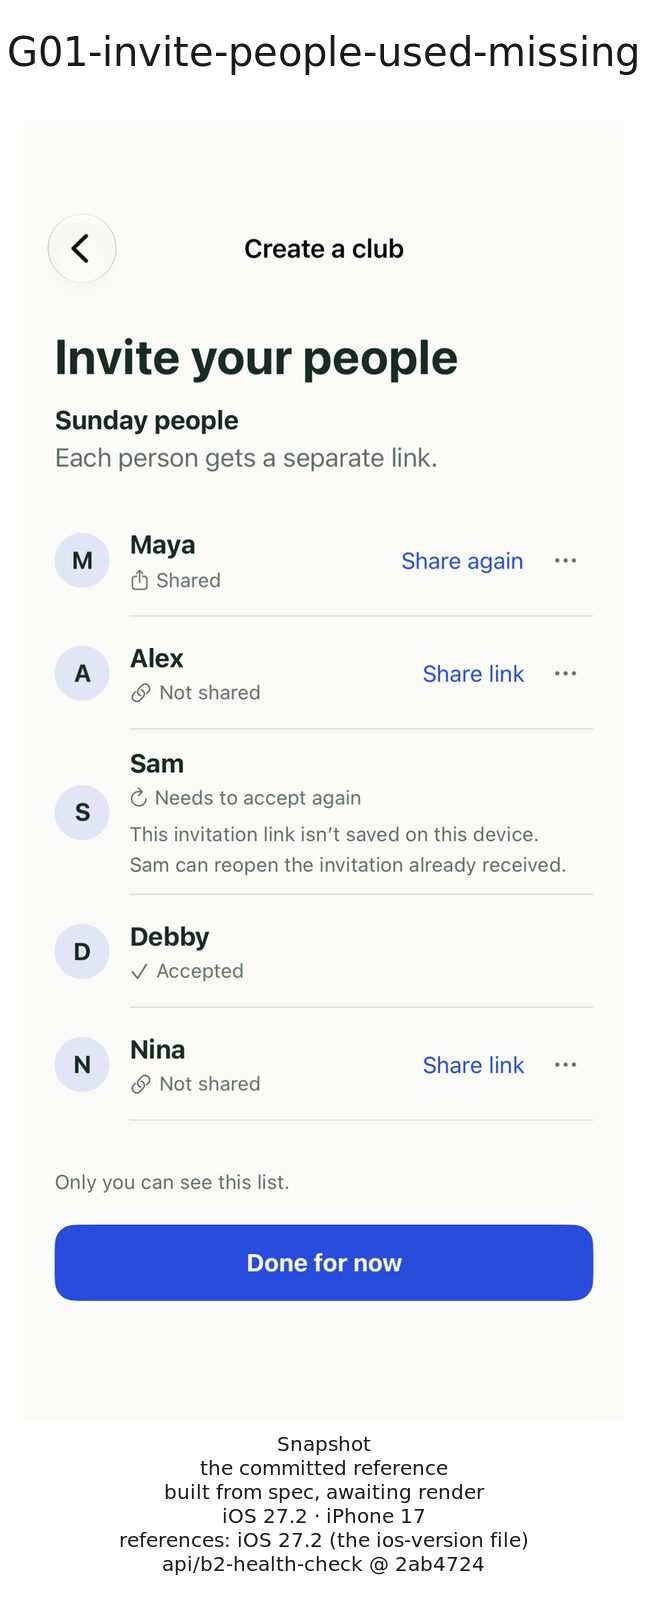 G01-invite-people-used-missing
Create a club
Invite your people
Sunday people
Each person gets a separate link.
M
Maya
Shared
Share again
A
Alex
Not shared
Share link
S
Sam
Needs to accept again
This invitation link isn’t saved on this device.
Sam can reopen the invitation already received.
D
Debby
Accepted
N
Nina
Not shared
Share link
Only you can see this list.
Done for now
Snapshot
the committed reference
built from spec, awaiting render
iOS 27.2 · iPhone 17
references: iOS 27.2 (the ios-version file)
api/b2-health-check @ 2ab4724